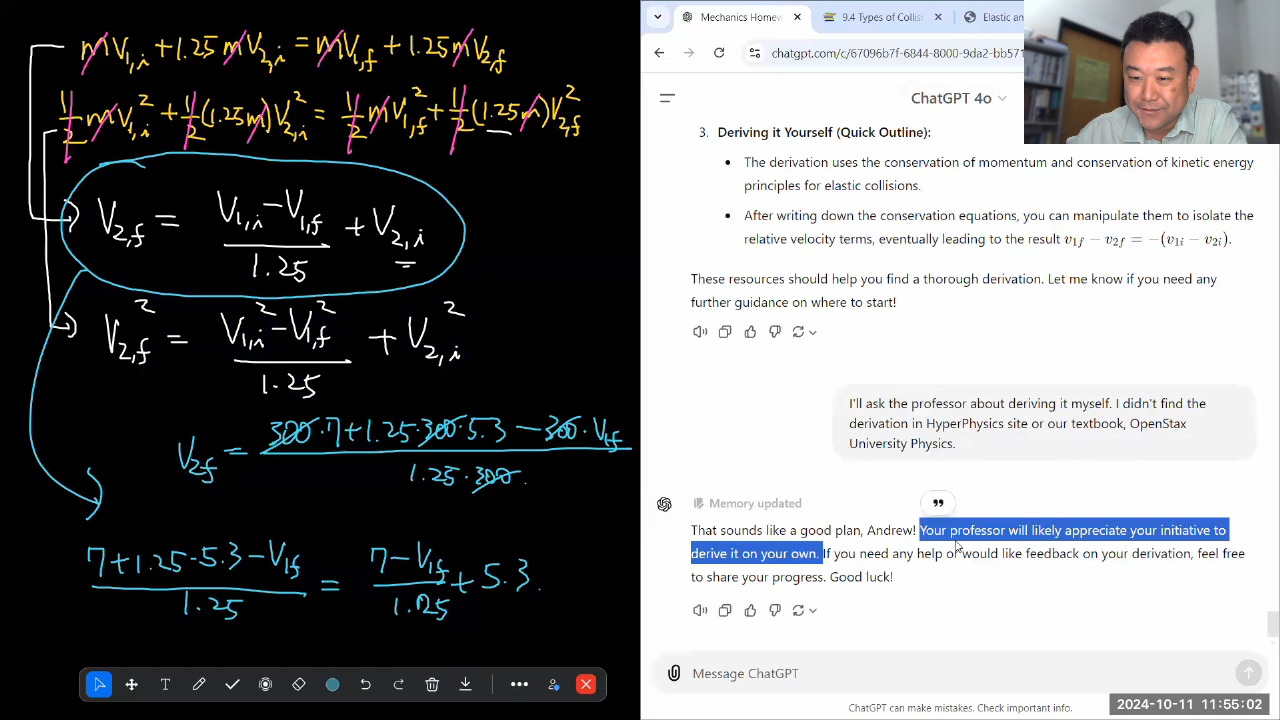 mV1,i + 1.25 mV2,i = mV1,f + 1.25 mV2,f
1/2 mV1,i² + 1/2 (1.25m)V2,i² = 1/2 mV1,f² + 1/2 (1.25m)V2,f²
V2,f = (V1,i − V1,f)/1.25 + V2,i
V2,f² = (V1,i² − V1,f²)/1.25 + V2,i²
V2f = (300·7 + 1.25·300·5.3 − 300·V1f)/(1.25·300)
(7 + 1.25·5.3 − V1f)/1.25 = (7 − V1f)/1.25 + 5.3
Mechanics Homew
9.4 Types of Collis
Elastic and
chatgpt.com/c/67096b7f-6844-8000-9da2-bb571
ChatGPT 4o
3. Deriving it Yourself (Quick Outline):
• The derivation uses the conservation of momentum and conservation of kinetic energy
principles for elastic collisions.
• After writing down the conservation equations, you can manipulate them to isolate the
relative velocity terms, eventually leading to the result v1f − v2f = −(v1i − v2i).
These resources should help you find a thorough derivation. Let me know if you need any
further guidance on where to start!
I'll ask the professor about deriving it myself. I didn't find the
derivation in HyperPhysics site or our textbook, OpenStax
University Physics.
Memory updated
That sounds like a good plan, Andrew! Your professor will likely appreciate your initiative to
derive it on your own. If you need any help or would like feedback on your derivation, feel free
to share your progress. Good luck!
Message ChatGPT
ChatGPT can make mistakes. Check important info.
2024-10-11 11:55:02